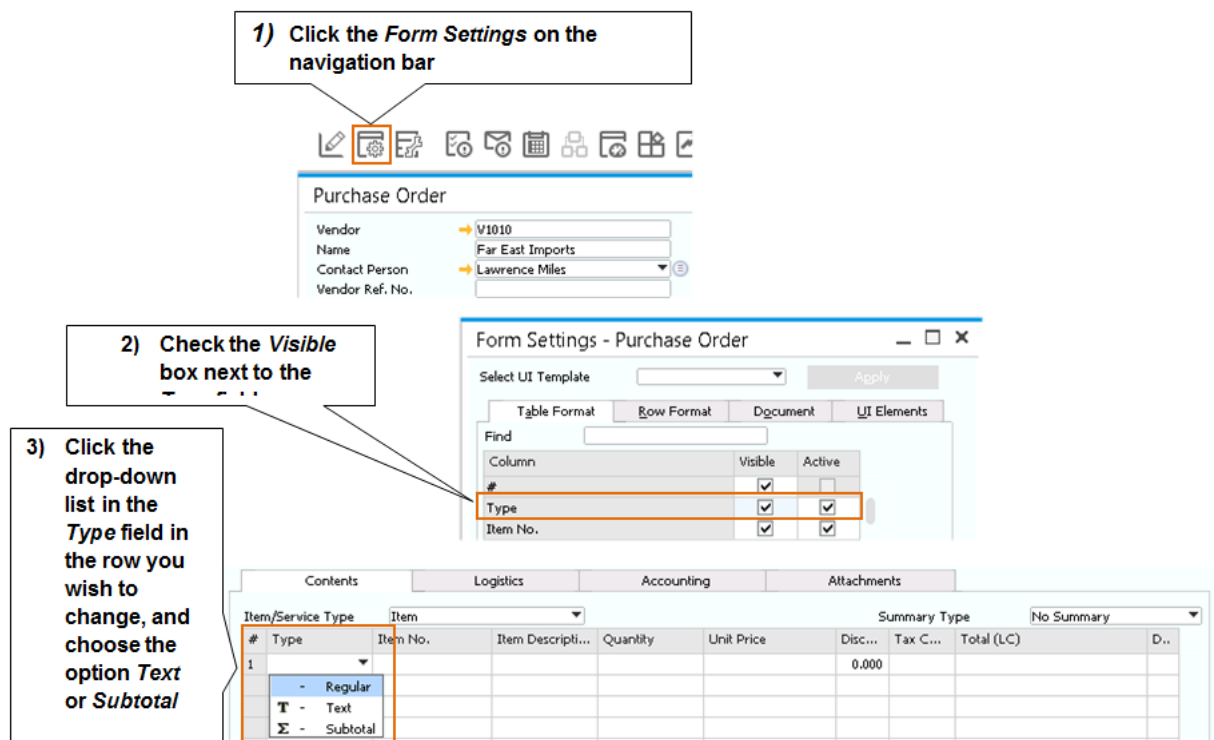 1) Click the Form Settings on the
navigation bar
Purchase Order
Vendor V1010
Name Far East Imports
Contact Person Lawrence Miles
Vendor Ref. No.
2) Check the Visible
box next to the
Form Settings - Purchase Order
Select UI Template Apply
Table Format Row Format Document UI Elements
Find
Column Visible Active
#
Type
Item No.
3) Click the
drop-down
list in the
Type field in
the row you
wish to
change, and
choose the
option Text
or Subtotal
Contents Logistics Accounting Attachments
Item/Service Type Item Summary Type No Summary
# Type Item No. Item Descripti... Quantity Unit Price Disc... Tax C... Total (LC) D..
1 0.000
- Regular
T - Text
Σ - Subtotal